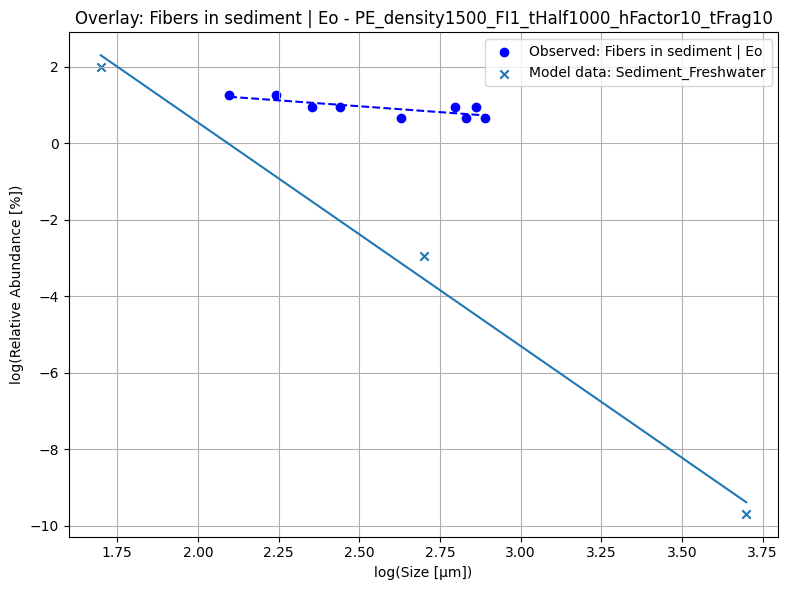 Overlay: Fibers in sediment | Eo - PE_density1500_FI1_tHalf1000_hFactor10_tFrag10
Observed: Fibers in sediment | Eo
Model data: Sediment_Freshwater
log(Relative Abundance [%])
2
0
−2
−4
−6
−8
−10
1.75 2.00 2.25 2.50 2.75 3.00 3.25 3.50 3.75
log(Size [μm])